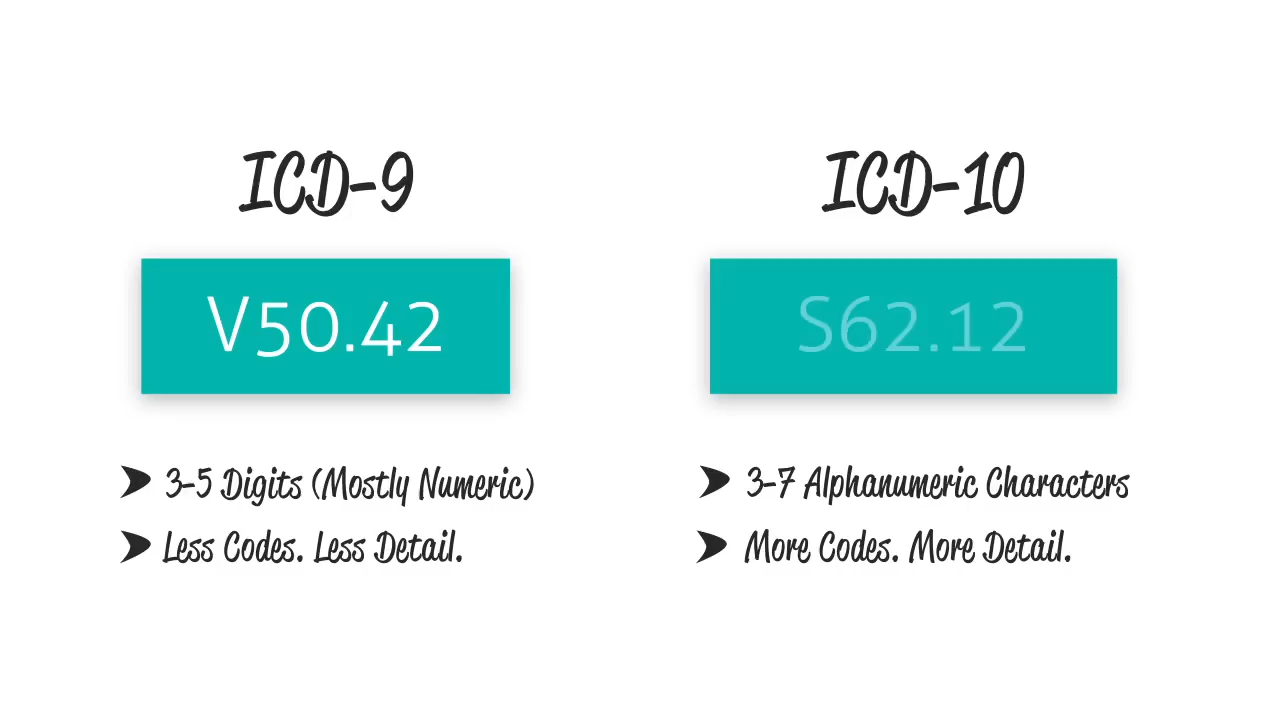 ICD-9
V50.42
3-5 Digits (Mostly Numeric)
Less Codes. Less Detail.
ICD-10
S62.12
3-7 Alphanumeric Characters
More Codes. More Detail.